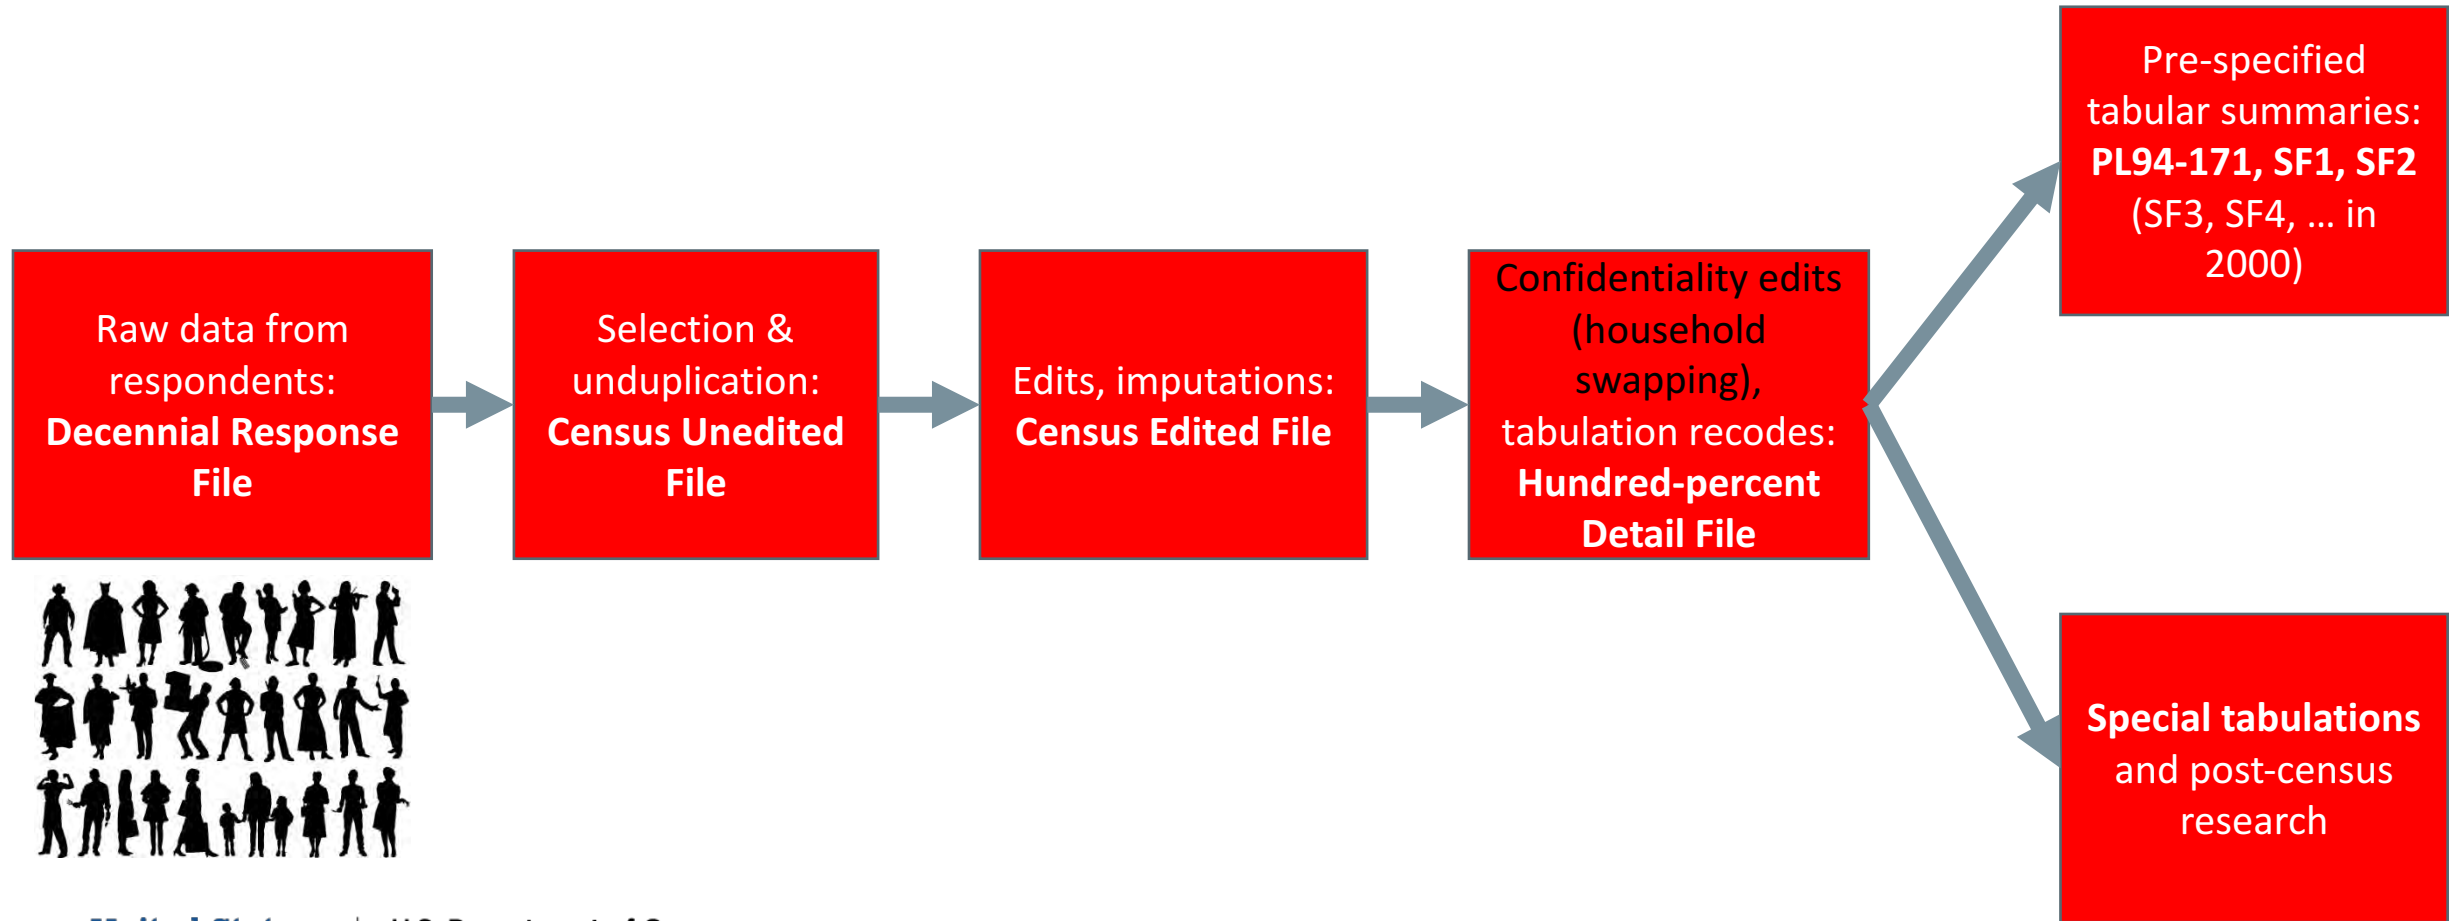 Raw data from
respondents:
Decennial Response
File
Selection &
unduplication:
Census Unedited
File
Edits, imputations:
Census Edited File
Confidentiality edits
(household
swapping),
tabulation recodes:
Hundred-percent
Detail File
Pre-specified
tabular summaries:
PL94-171, SF1, SF2
(SF3, SF4, … in
2000)
Special tabulations
and post-census
research